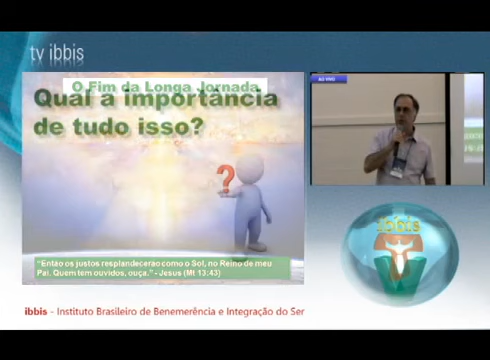 tv ibbis
O Fim da Longa Jornada
Qual a importância
de tudo isso?
?
"Então os justos resplandecerão como o Sol, no Reino de meu
Pai. Quem tem ouvidos, ouça." - Jesus (Mt 13:43)
AO VIVO
ibbis
ibbis - Instituto Brasileiro de Benemerência e Integração do Ser